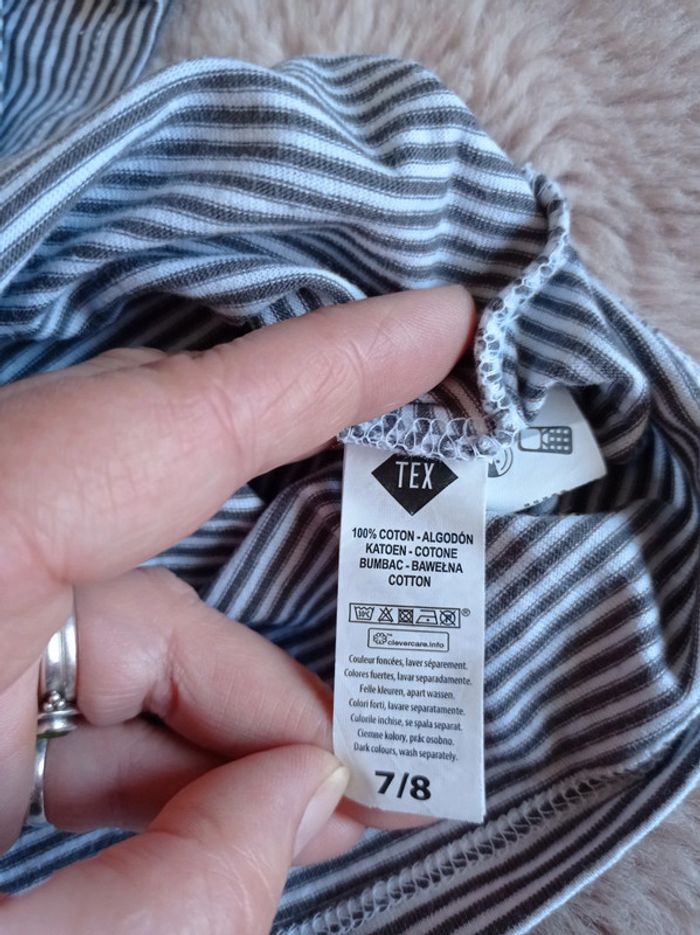 TEX
100% COTON - ALGODÓN
KATOEN - COTONE
BUMBAC - BAWEŁNA
COTTON
clevercare.info
Couleur foncées, laver séparement.
Colores fuertes, lavar separadamente.
Felle kleuren, apart wassen.
Colori forti, lavare separatamente.
Culorile inchise, se spala separat.
Ciemne kolory, prác osobno.
Dark colours, wash separately.
7/8